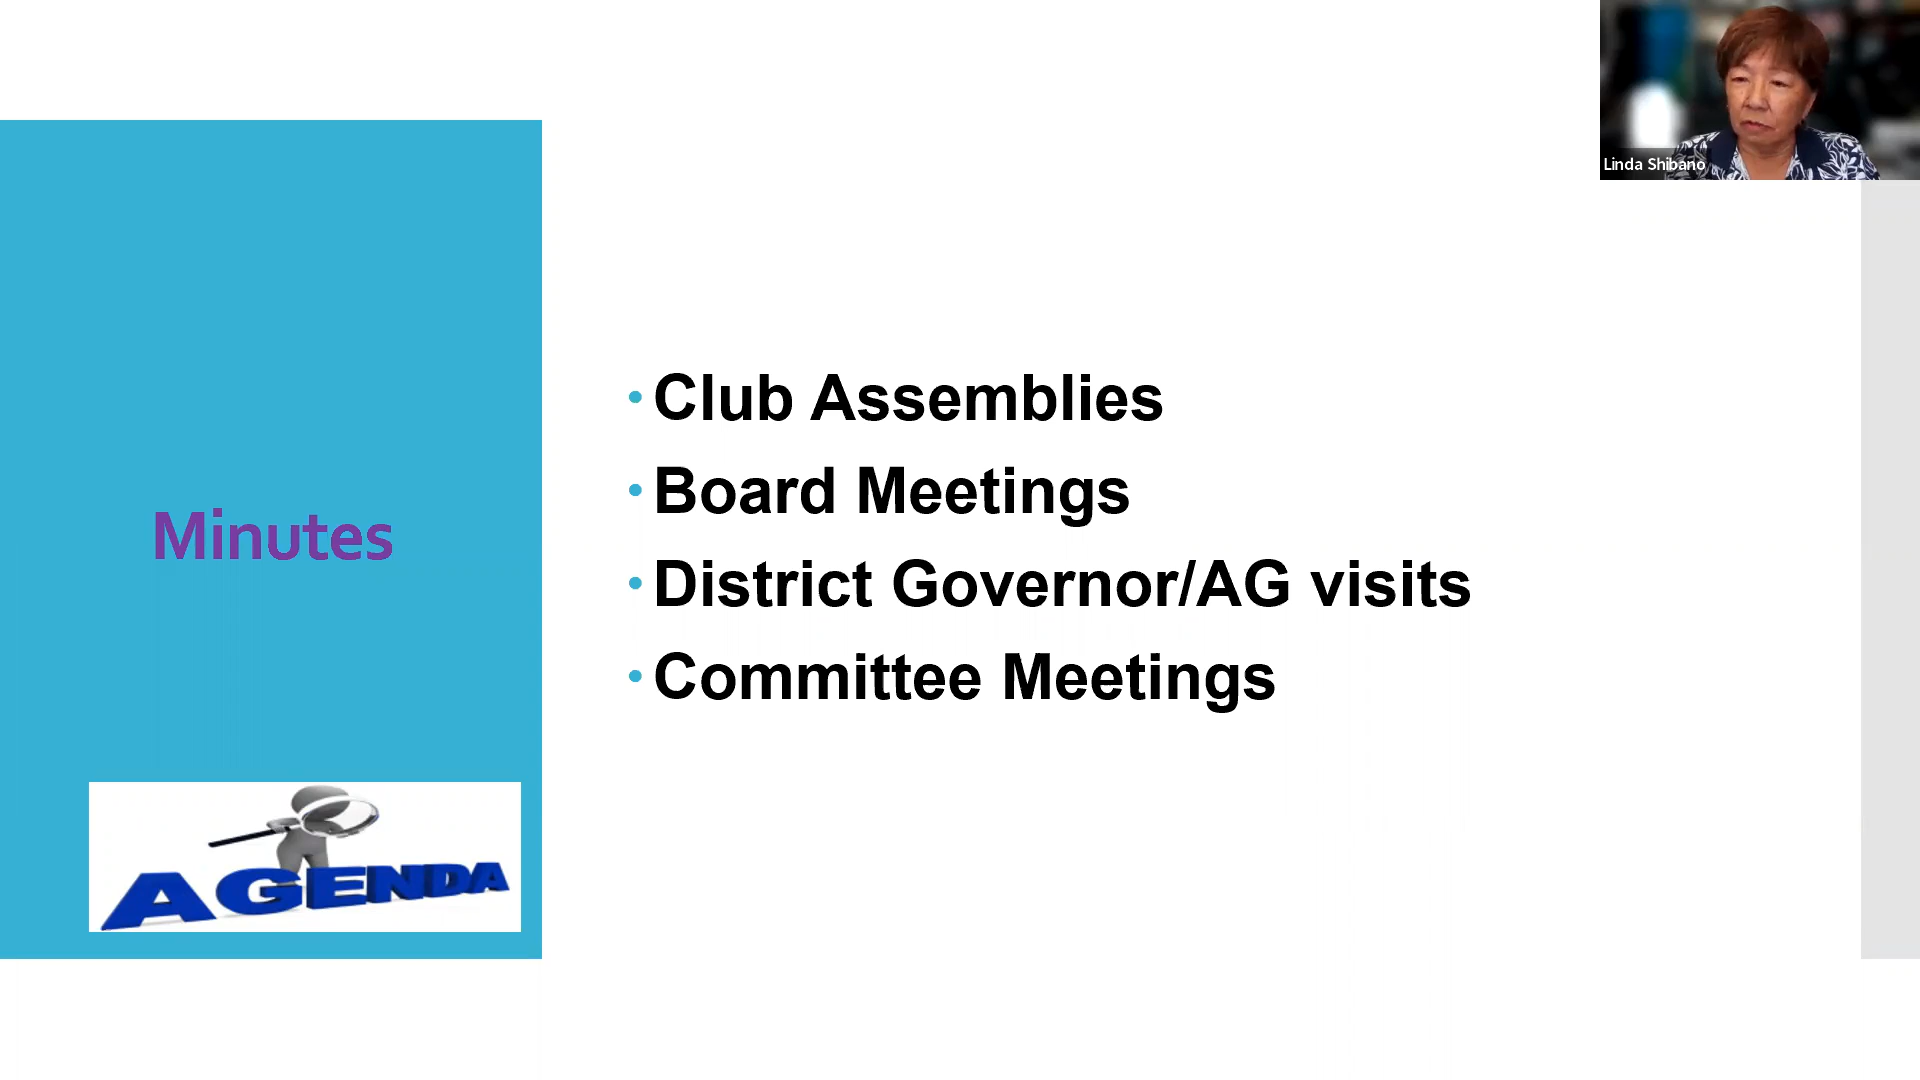 Linda Shibano
Minutes
• Club Assemblies
• Board Meetings
• District Governor/AG visits
• Committee Meetings
AGENDA